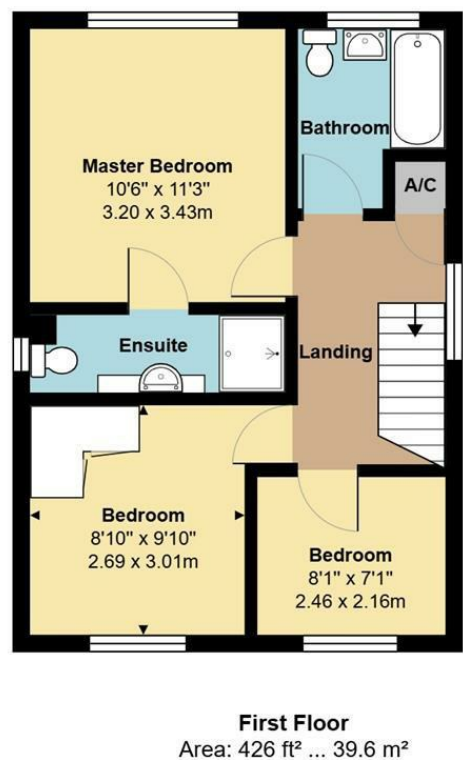 Master Bedroom
10'6" x 11'3"
3.20 x 3.43m
Bathroom
A/C
Ensuite
Landing
Bedroom
8'10" x 9'10"
2.69 x 3.01m
Bedroom
8'1" x 7'1"
2.46 x 2.16m
First Floor
Area: 426 ft² ... 39.6 m²